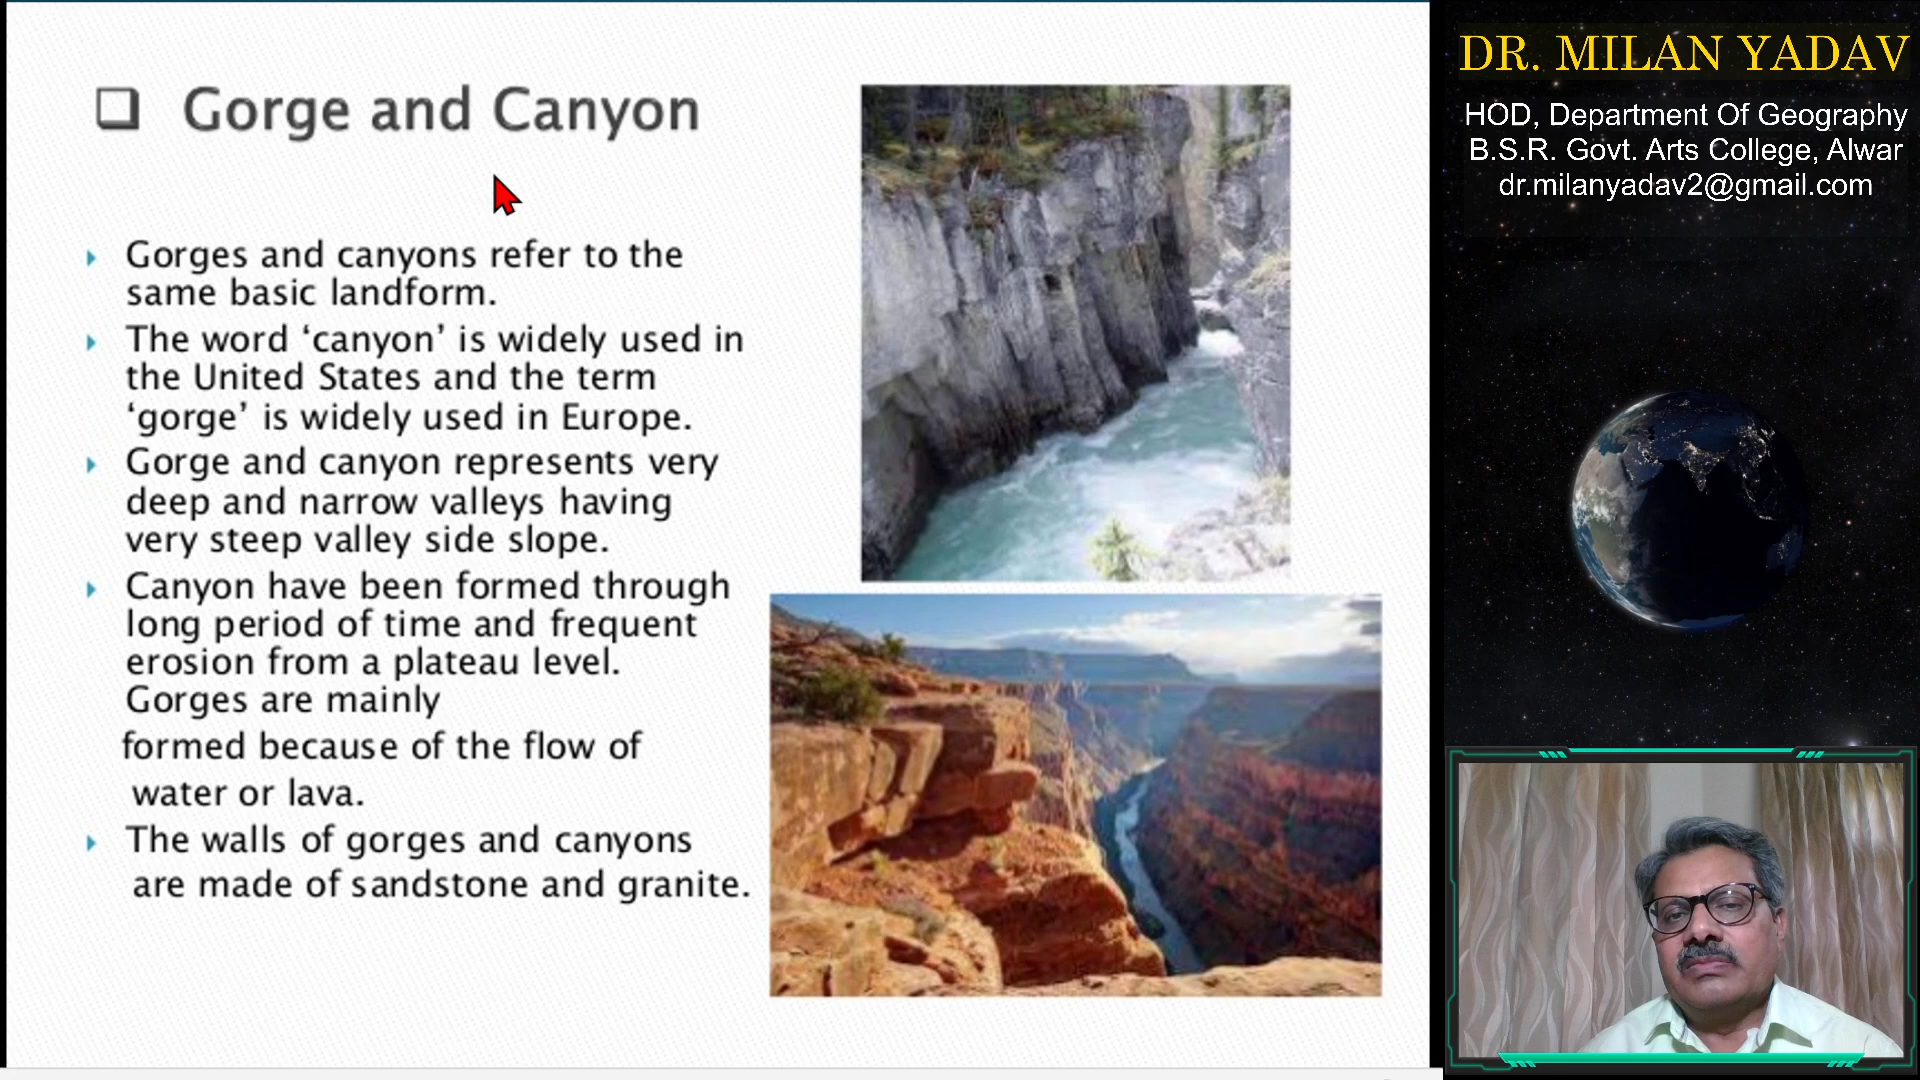 Gorge and Canyon
Gorges and canyons refer to the
same basic landform.
The word ‘canyon’ is widely used in
the United States and the term
‘gorge’ is widely used in Europe.
Gorge and canyon represents very
deep and narrow valleys having
very steep valley side slope.
Canyon have been formed through
long period of time and frequent
erosion from a plateau level.
Gorges are mainly
formed because of the flow of
water or lava.
The walls of gorges and canyons
are made of sandstone and granite.
DR. MILAN YADAV
HOD, Department Of Geography
B.S.R. Govt. Arts College, Alwar
dr.milanyadav2@gmail.com